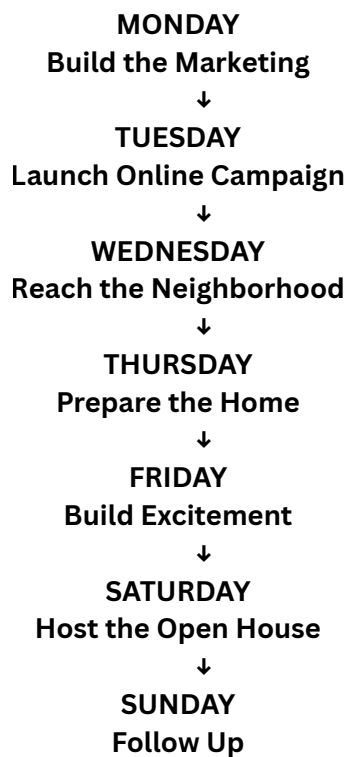 MONDAY
Build the Marketing
↓
TUESDAY
Launch Online Campaign
↓
WEDNESDAY
Reach the Neighborhood
↓
THURSDAY
Prepare the Home
↓
FRIDAY
Build Excitement
↓
SATURDAY
Host the Open House
↓
SUNDAY
Follow Up